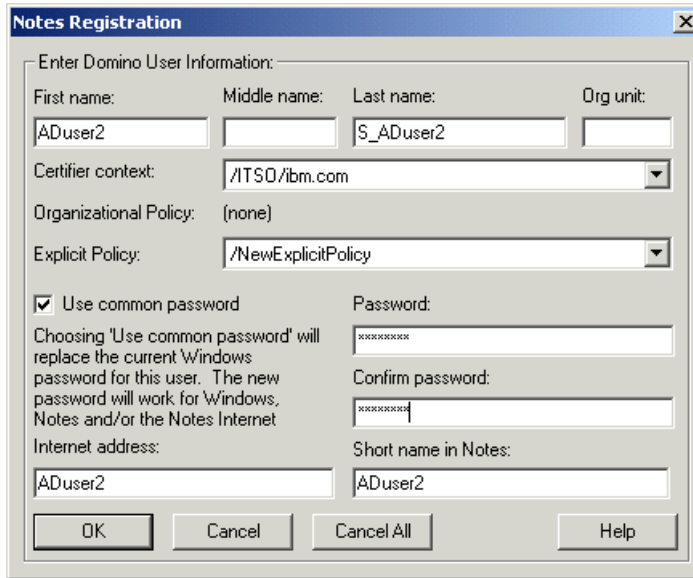 Notes Registration
Enter Domino User Information:
First name: Middle name: Last name: Org unit:
ADuser2 S_ADuser2
Certifier context: /ITSO/ibm.com
Organizational Policy: (none)
Explicit Policy: /NewExplicitPolicy
Use common password Password:
Choosing 'Use common password' will
replace the current Windows
password for this user. The new
password will work for Windows,
Notes and/or the Notes Internet
********
Confirm password:
********
Internet address: Short name in Notes:
ADuser2 ADuser2
OK Cancel Cancel All Help